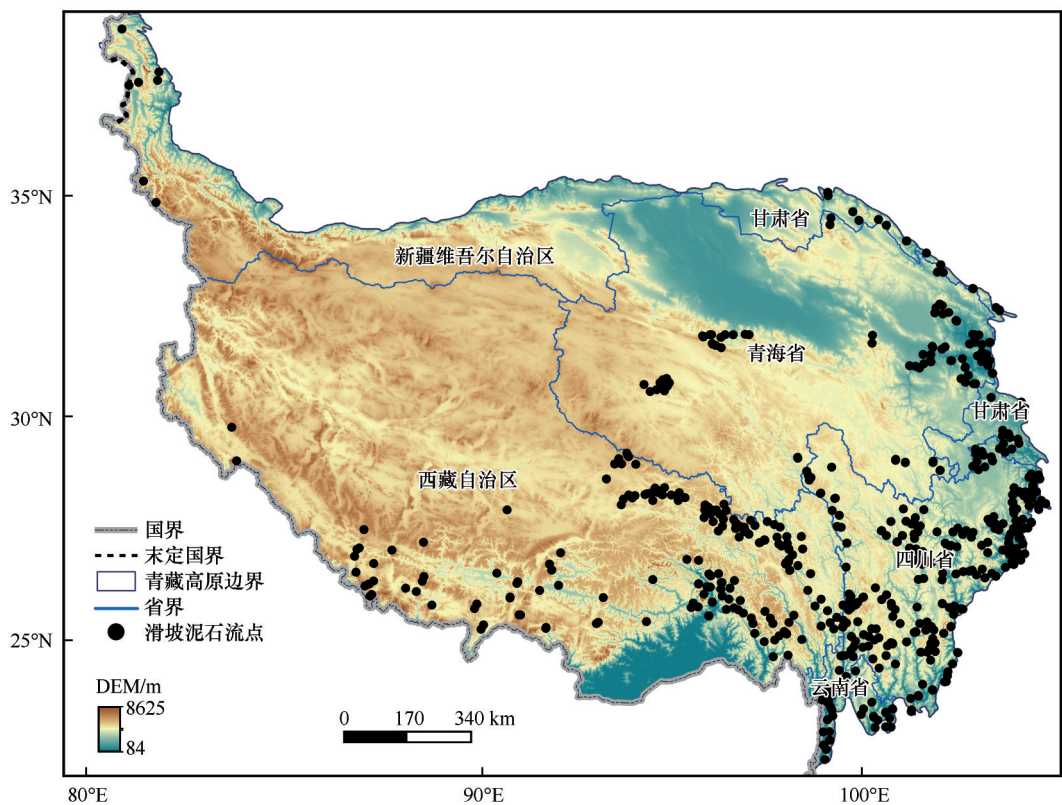 35°N
甘肃省
新疆维吾尔自治区
青海省
30°N
甘肃省
西藏自治区
国界
末定国界
四川省
青藏高原边界
省界
25°N
滑坡泥石流点
云南省
DEM/m
8625
84
0 170 340 km
80°E 90°E 100°E